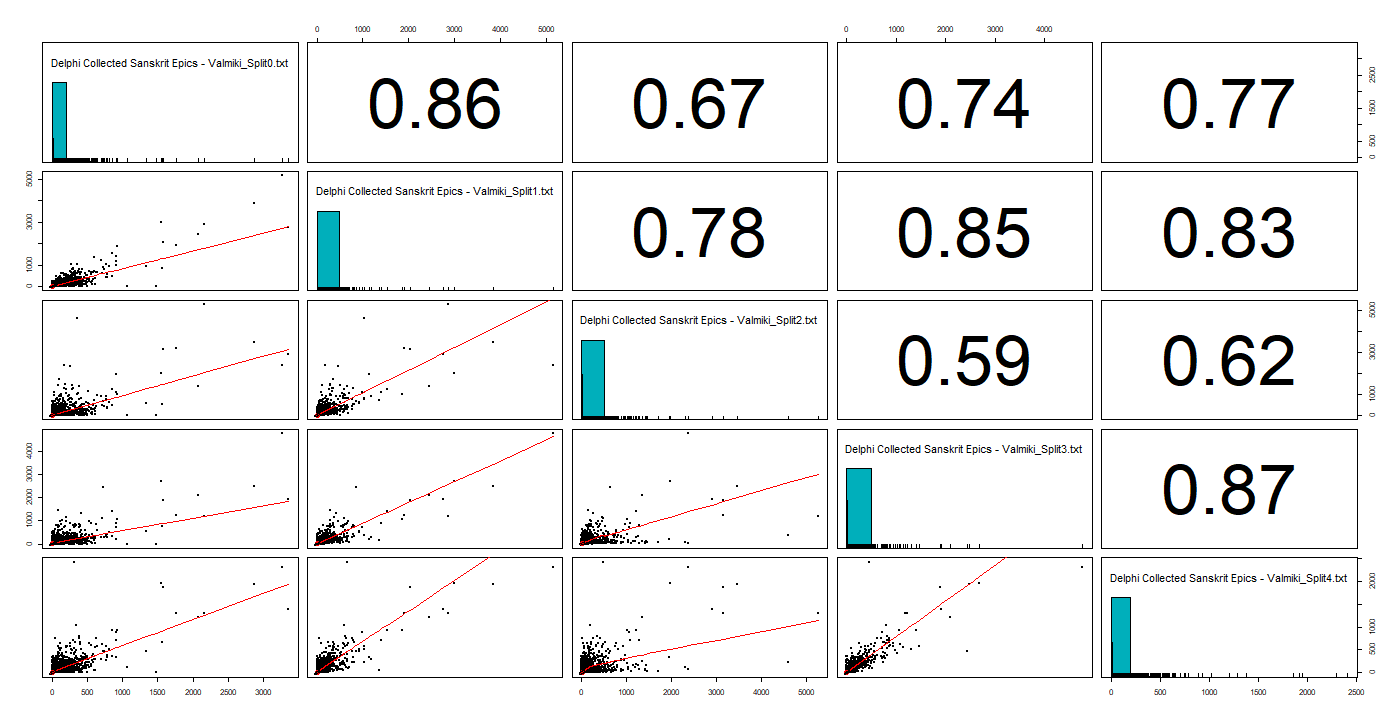 0 1000 2000 3000 4000 5000 0 1000 2000 3000 4000
Delphi Collected Sanskrit Epics - Valmiki_Split0.txt 0.86 0.67 0.74 0.77 0 500 1500 2500
0 1000 3000 5000 Delphi Collected Sanskrit Epics - Valmiki_Split1.txt 0.78 0.85 0.83
Delphi Collected Sanskrit Epics - Valmiki_Split2.txt 0.59 0.62 0 1000 3000 5000
0 1000 2000 3000 4000 Delphi Collected Sanskrit Epics - Valmiki_Split3.txt 0.87
Delphi Collected Sanskrit Epics - Valmiki_Split4.txt 0 500 1000 2000
0 500 1000 1500 2000 2500 3000 0 1000 2000 3000 4000 5000 0 500 1000 1500 2000 2500